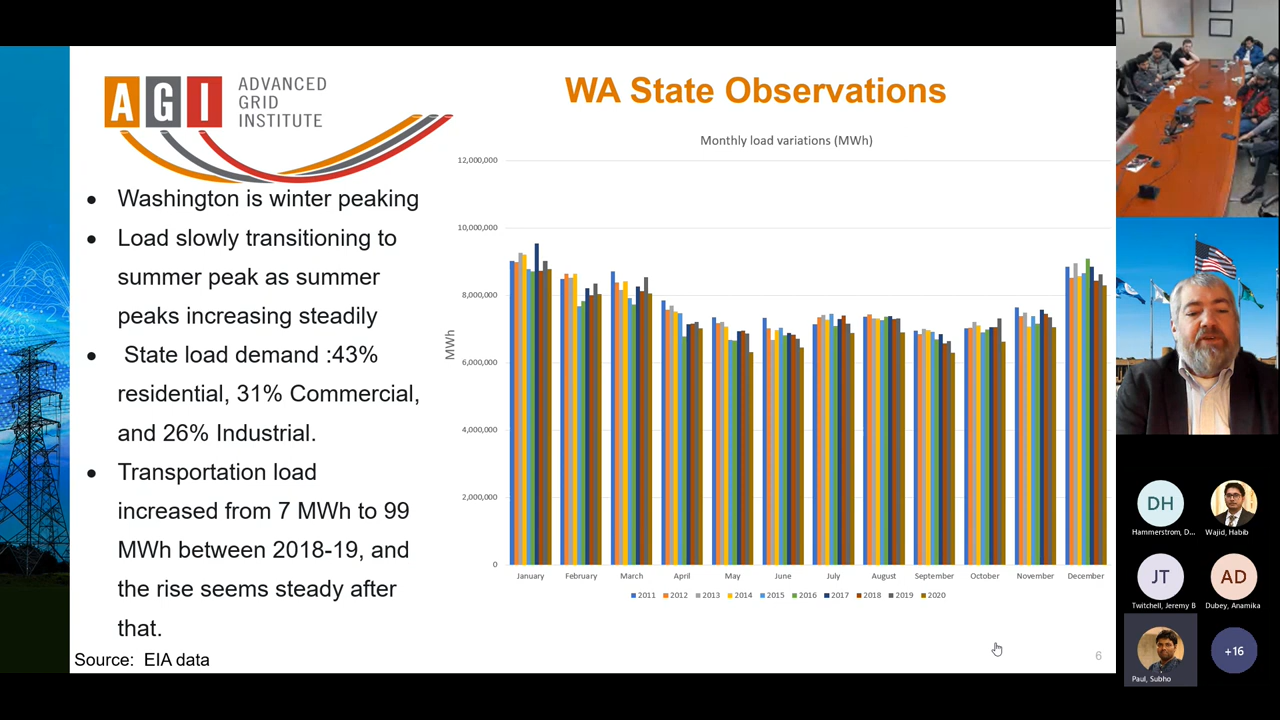 AGI
ADVANCED
GRID
INSTITUTE
WA State Observations
• Washington is winter peaking
• Load slowly transitioning to
summer peak as summer
peaks increasing steadily
• State load demand :43%
residential, 31% Commercial,
and 26% Industrial.
• Transportation load
increased from 7 MWh to 99
MWh between 2018-19, and
the rise seems steady after
that.
Source: EIA data
Monthly load variations (MWh)
MWh
12,000,000
10,000,000
8,000,000
6,000,000
4,000,000
2,000,000
0
January February March April May June July August September October November December
2011 2012 2013 2014 2015 2016 2017 2018 2019 2020
6
DH
Hammerstrom, D...
Wajid, Habib
JT
Twitchell, Jeremy B
AD
Dubey, Anamika
Paul, Subho
+16